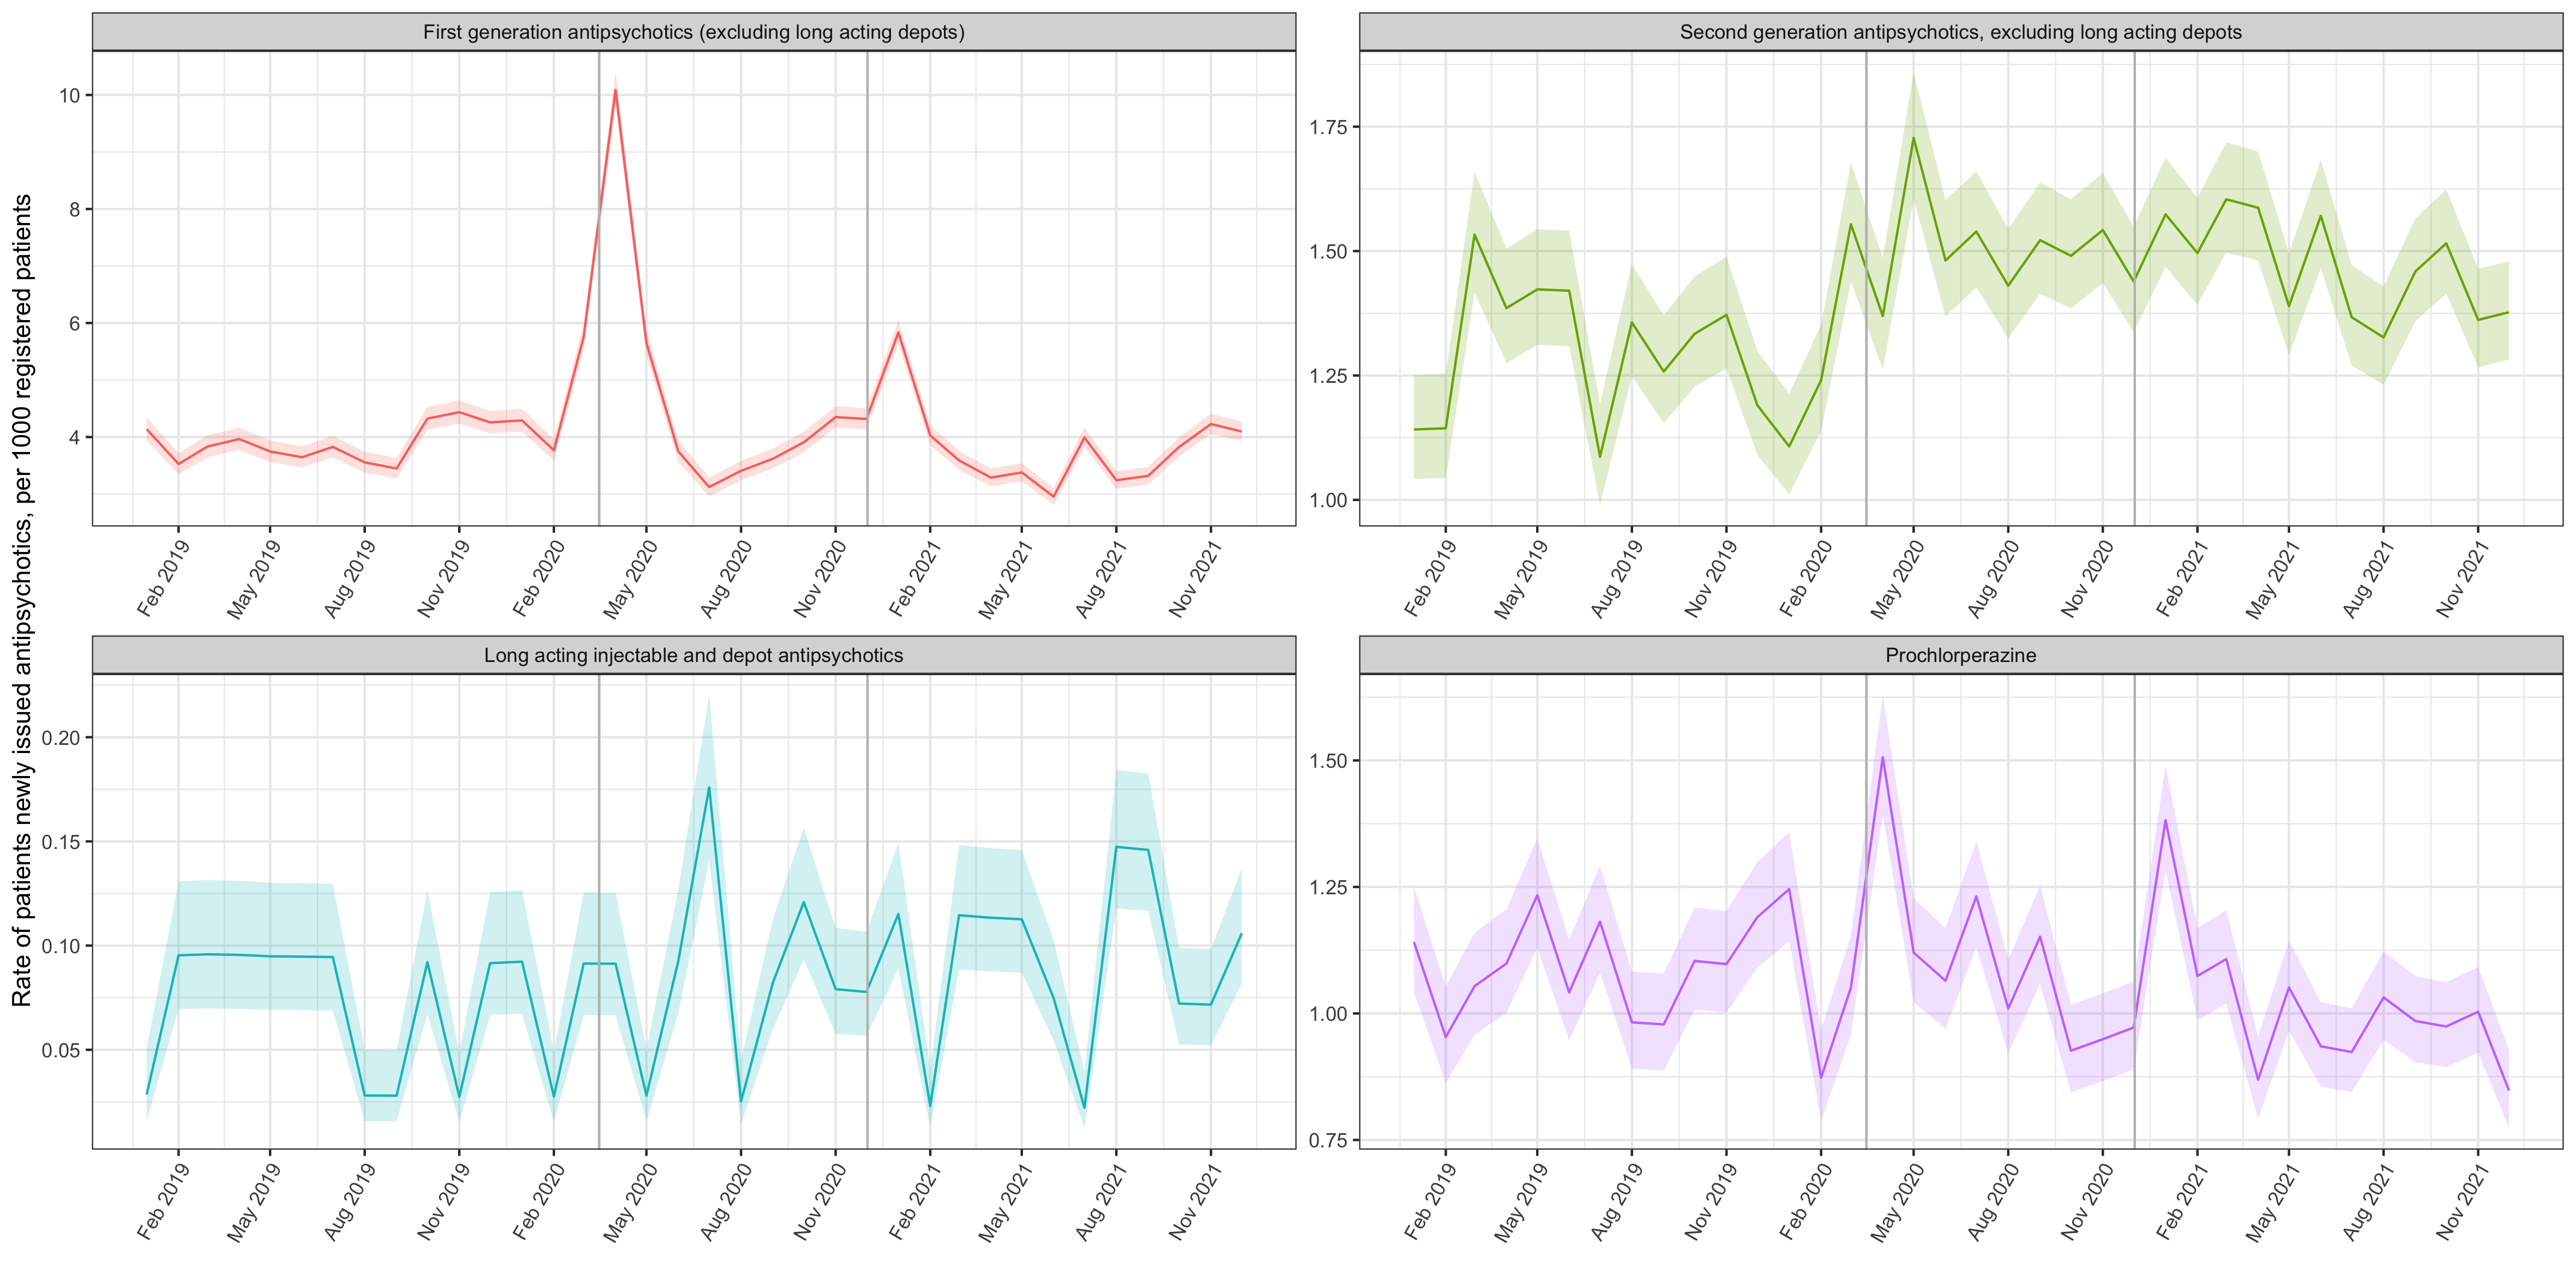 Rate of patients newly issued antipsychotics, per 1000 registered patients
First generation antipsychotics (excluding long acting depots)
10
8
6
4
Feb 2019
May 2019
Aug 2019
Nov 2019
Feb 2020
May 2020
Aug 2020
Nov 2020
Feb 2021
May 2021
Aug 2021
Nov 2021
Second generation antipsychotics, excluding long acting depots
1.75
1.50
1.25
1.00
Feb 2019
May 2019
Aug 2019
Nov 2019
Feb 2020
May 2020
Aug 2020
Nov 2020
Feb 2021
May 2021
Aug 2021
Nov 2021
Long acting injectable and depot antipsychotics
0.20
0.15
0.10
0.05
Feb 2019
May 2019
Aug 2019
Nov 2019
Feb 2020
May 2020
Aug 2020
Nov 2020
Feb 2021
May 2021
Aug 2021
Nov 2021
Prochlorperazine
1.50
1.25
1.00
0.75
Feb 2019
May 2019
Aug 2019
Nov 2019
Feb 2020
May 2020
Aug 2020
Nov 2020
Feb 2021
May 2021
Aug 2021
Nov 2021